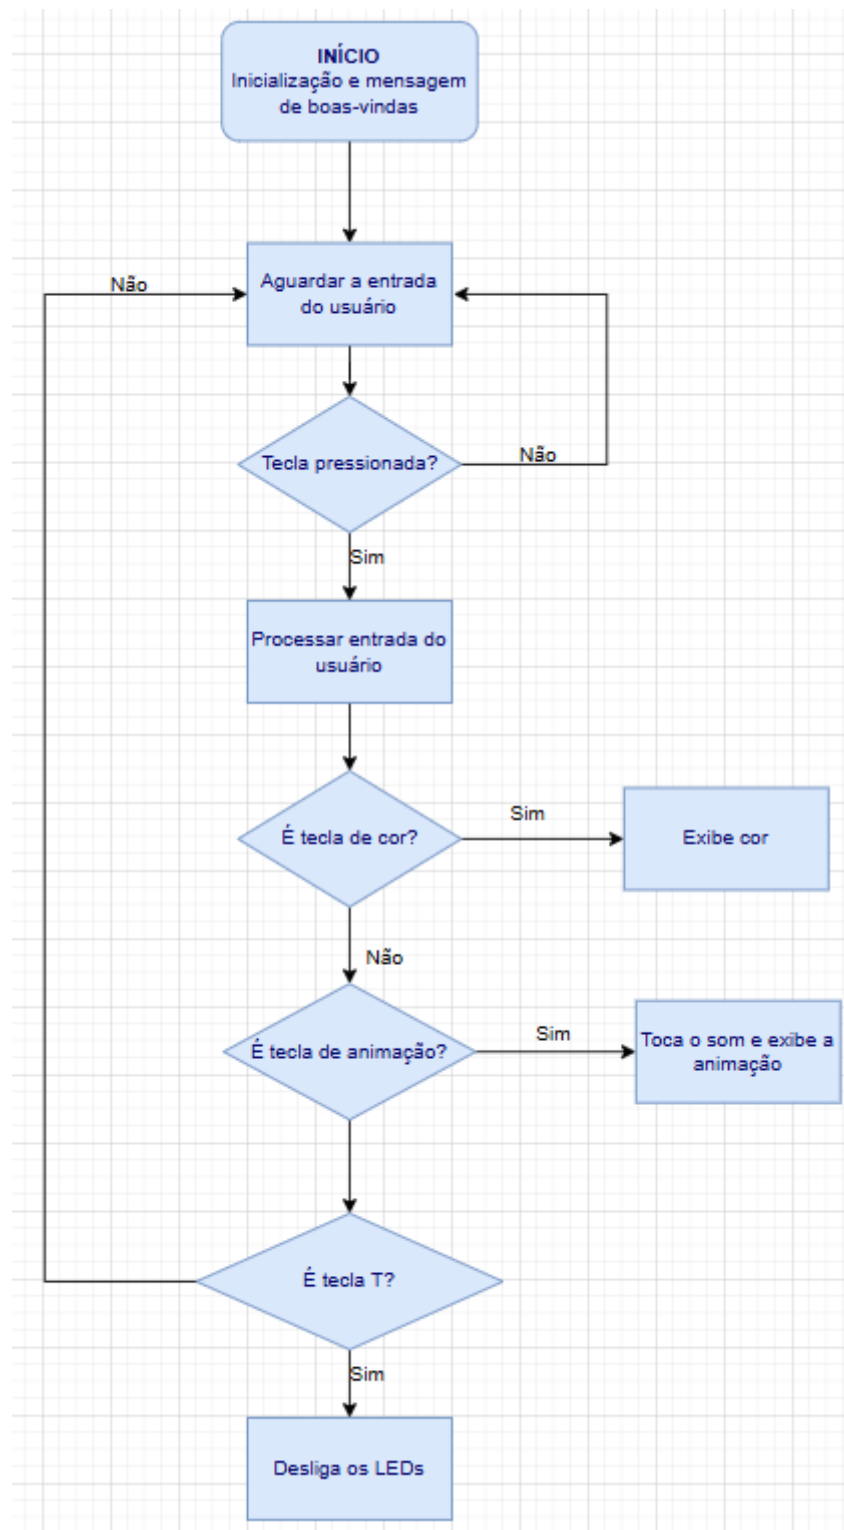 INÍCIO
Inicialização e mensagem
de boas-vindas
Não
Aguardar a entrada
do usuário
Tecla pressionada?
Não
Sim
Processar entrada do
usuário
É tecla de cor?
Sim
Exibe cor
Não
É tecla de animação?
Sim
Toca o som e exibe a
animação
É tecla T?
Sim
Desliga os LEDs